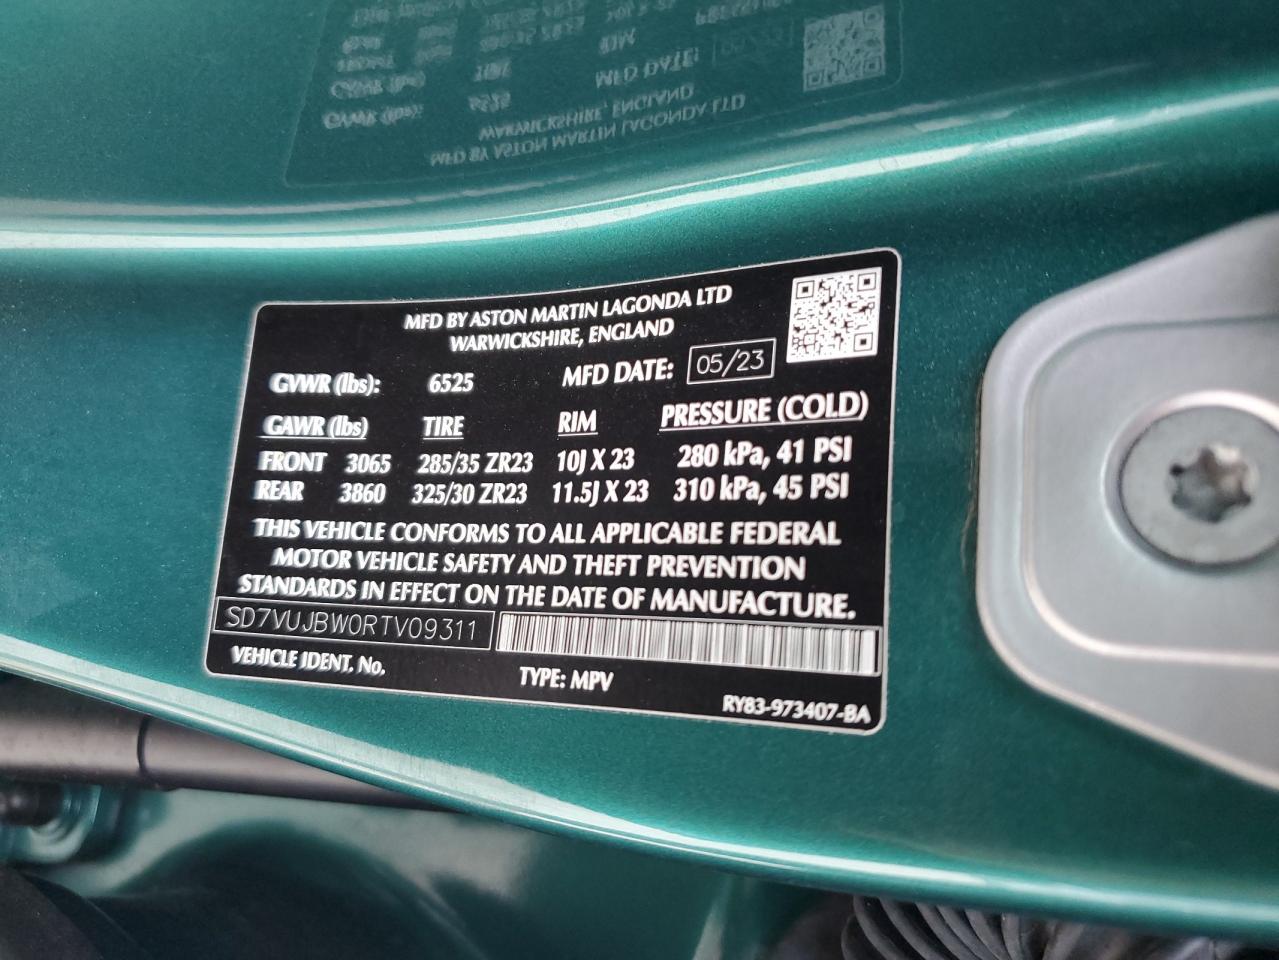 MFD BY ASTON MARTIN LAGONDA LTD
WARWICKSHIRE, ENGLAND
GVWR (lbs): 6525 MFD DATE: 05/23
GAWR (lbs) TIRE RIM PRESSURE (COLD)
FRONT 3065 285/35 ZR23 10J X 23 280 kPa, 41 PSI
REAR 3860 325/30 ZR23 11.5J X 23 310 kPa, 45 PSI
THIS VEHICLE CONFORMS TO ALL APPLICABLE FEDERAL
MOTOR VEHICLE SAFETY AND THEFT PREVENTION
STANDARDS IN EFFECT ON THE DATE OF MANUFACTURE.
SD7VUJBW0RTV09311
VEHICLE IDENT. No. TYPE: MPV RY83-973407-BA